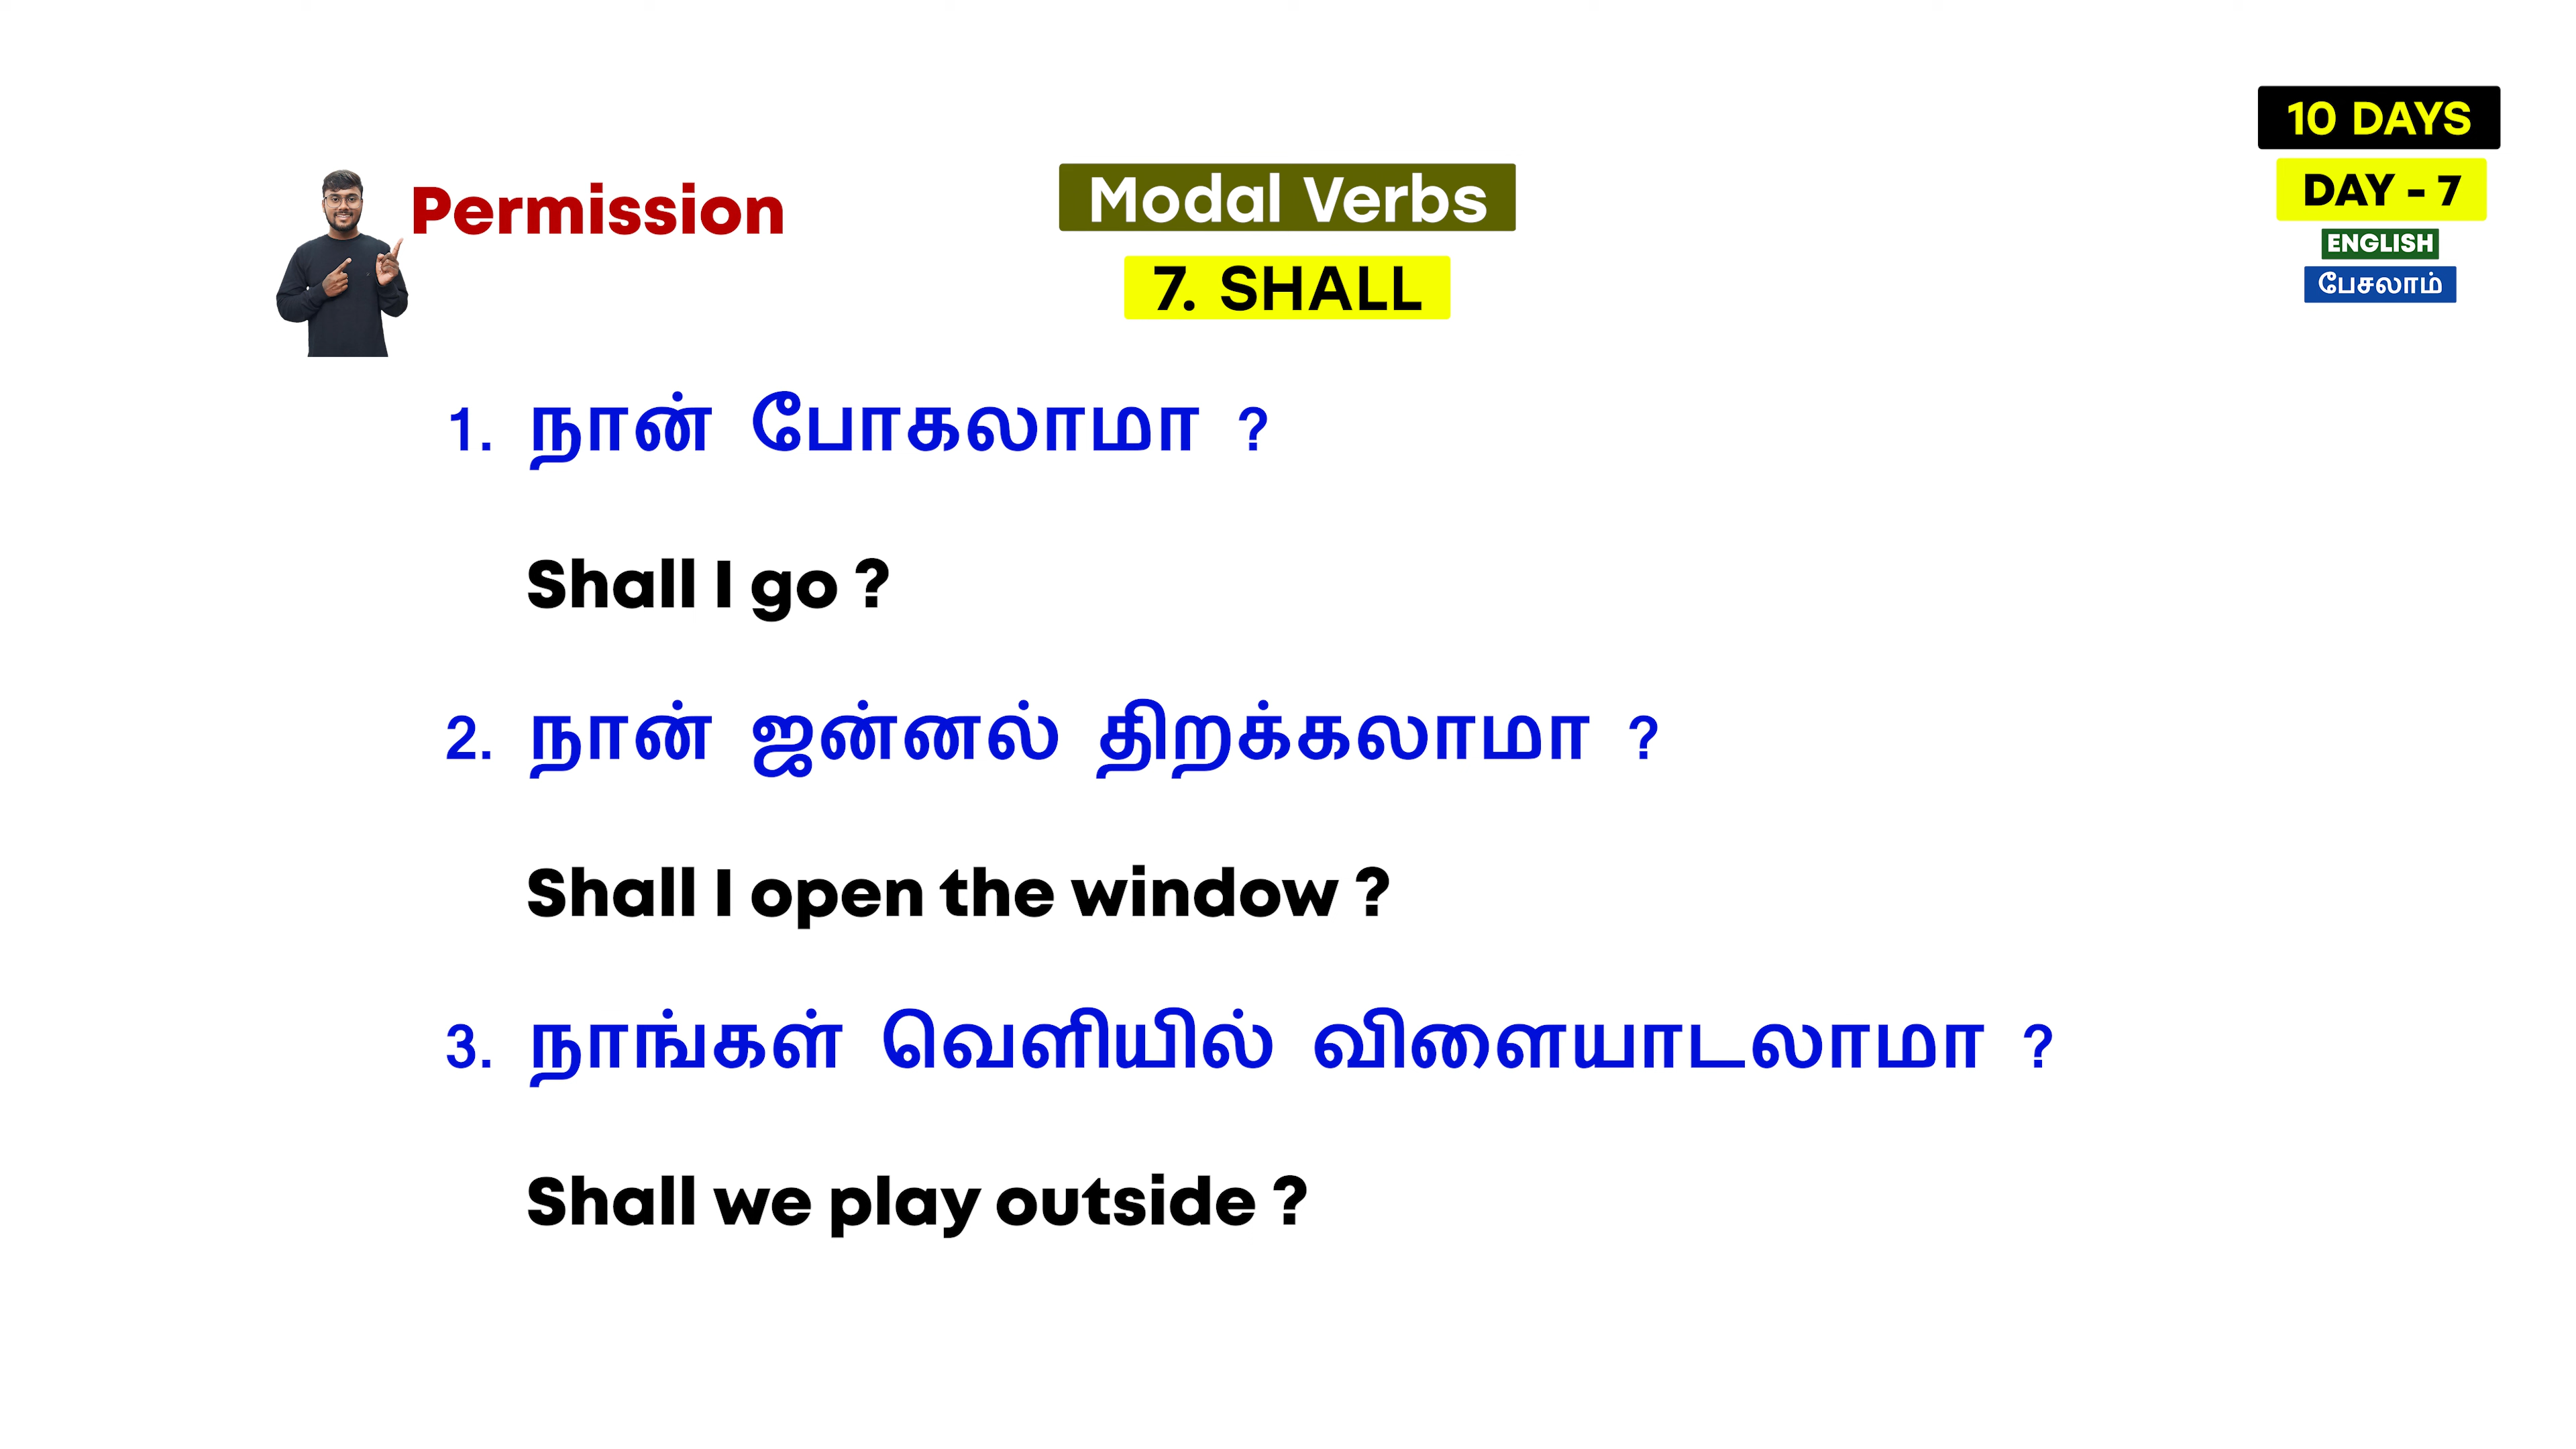 10 DAYS
DAY - 7
ENGLISH
பேசலாம்
Permission
Modal Verbs
7. SHALL
1. நான் போகலாமா ?
Shall I go ?
2. நான் ஜன்னல் திறக்கலாமா ?
Shall I open the window ?
3. நாங்கள் வெளியில் விளையாடலாமா ?
Shall we play outside ?